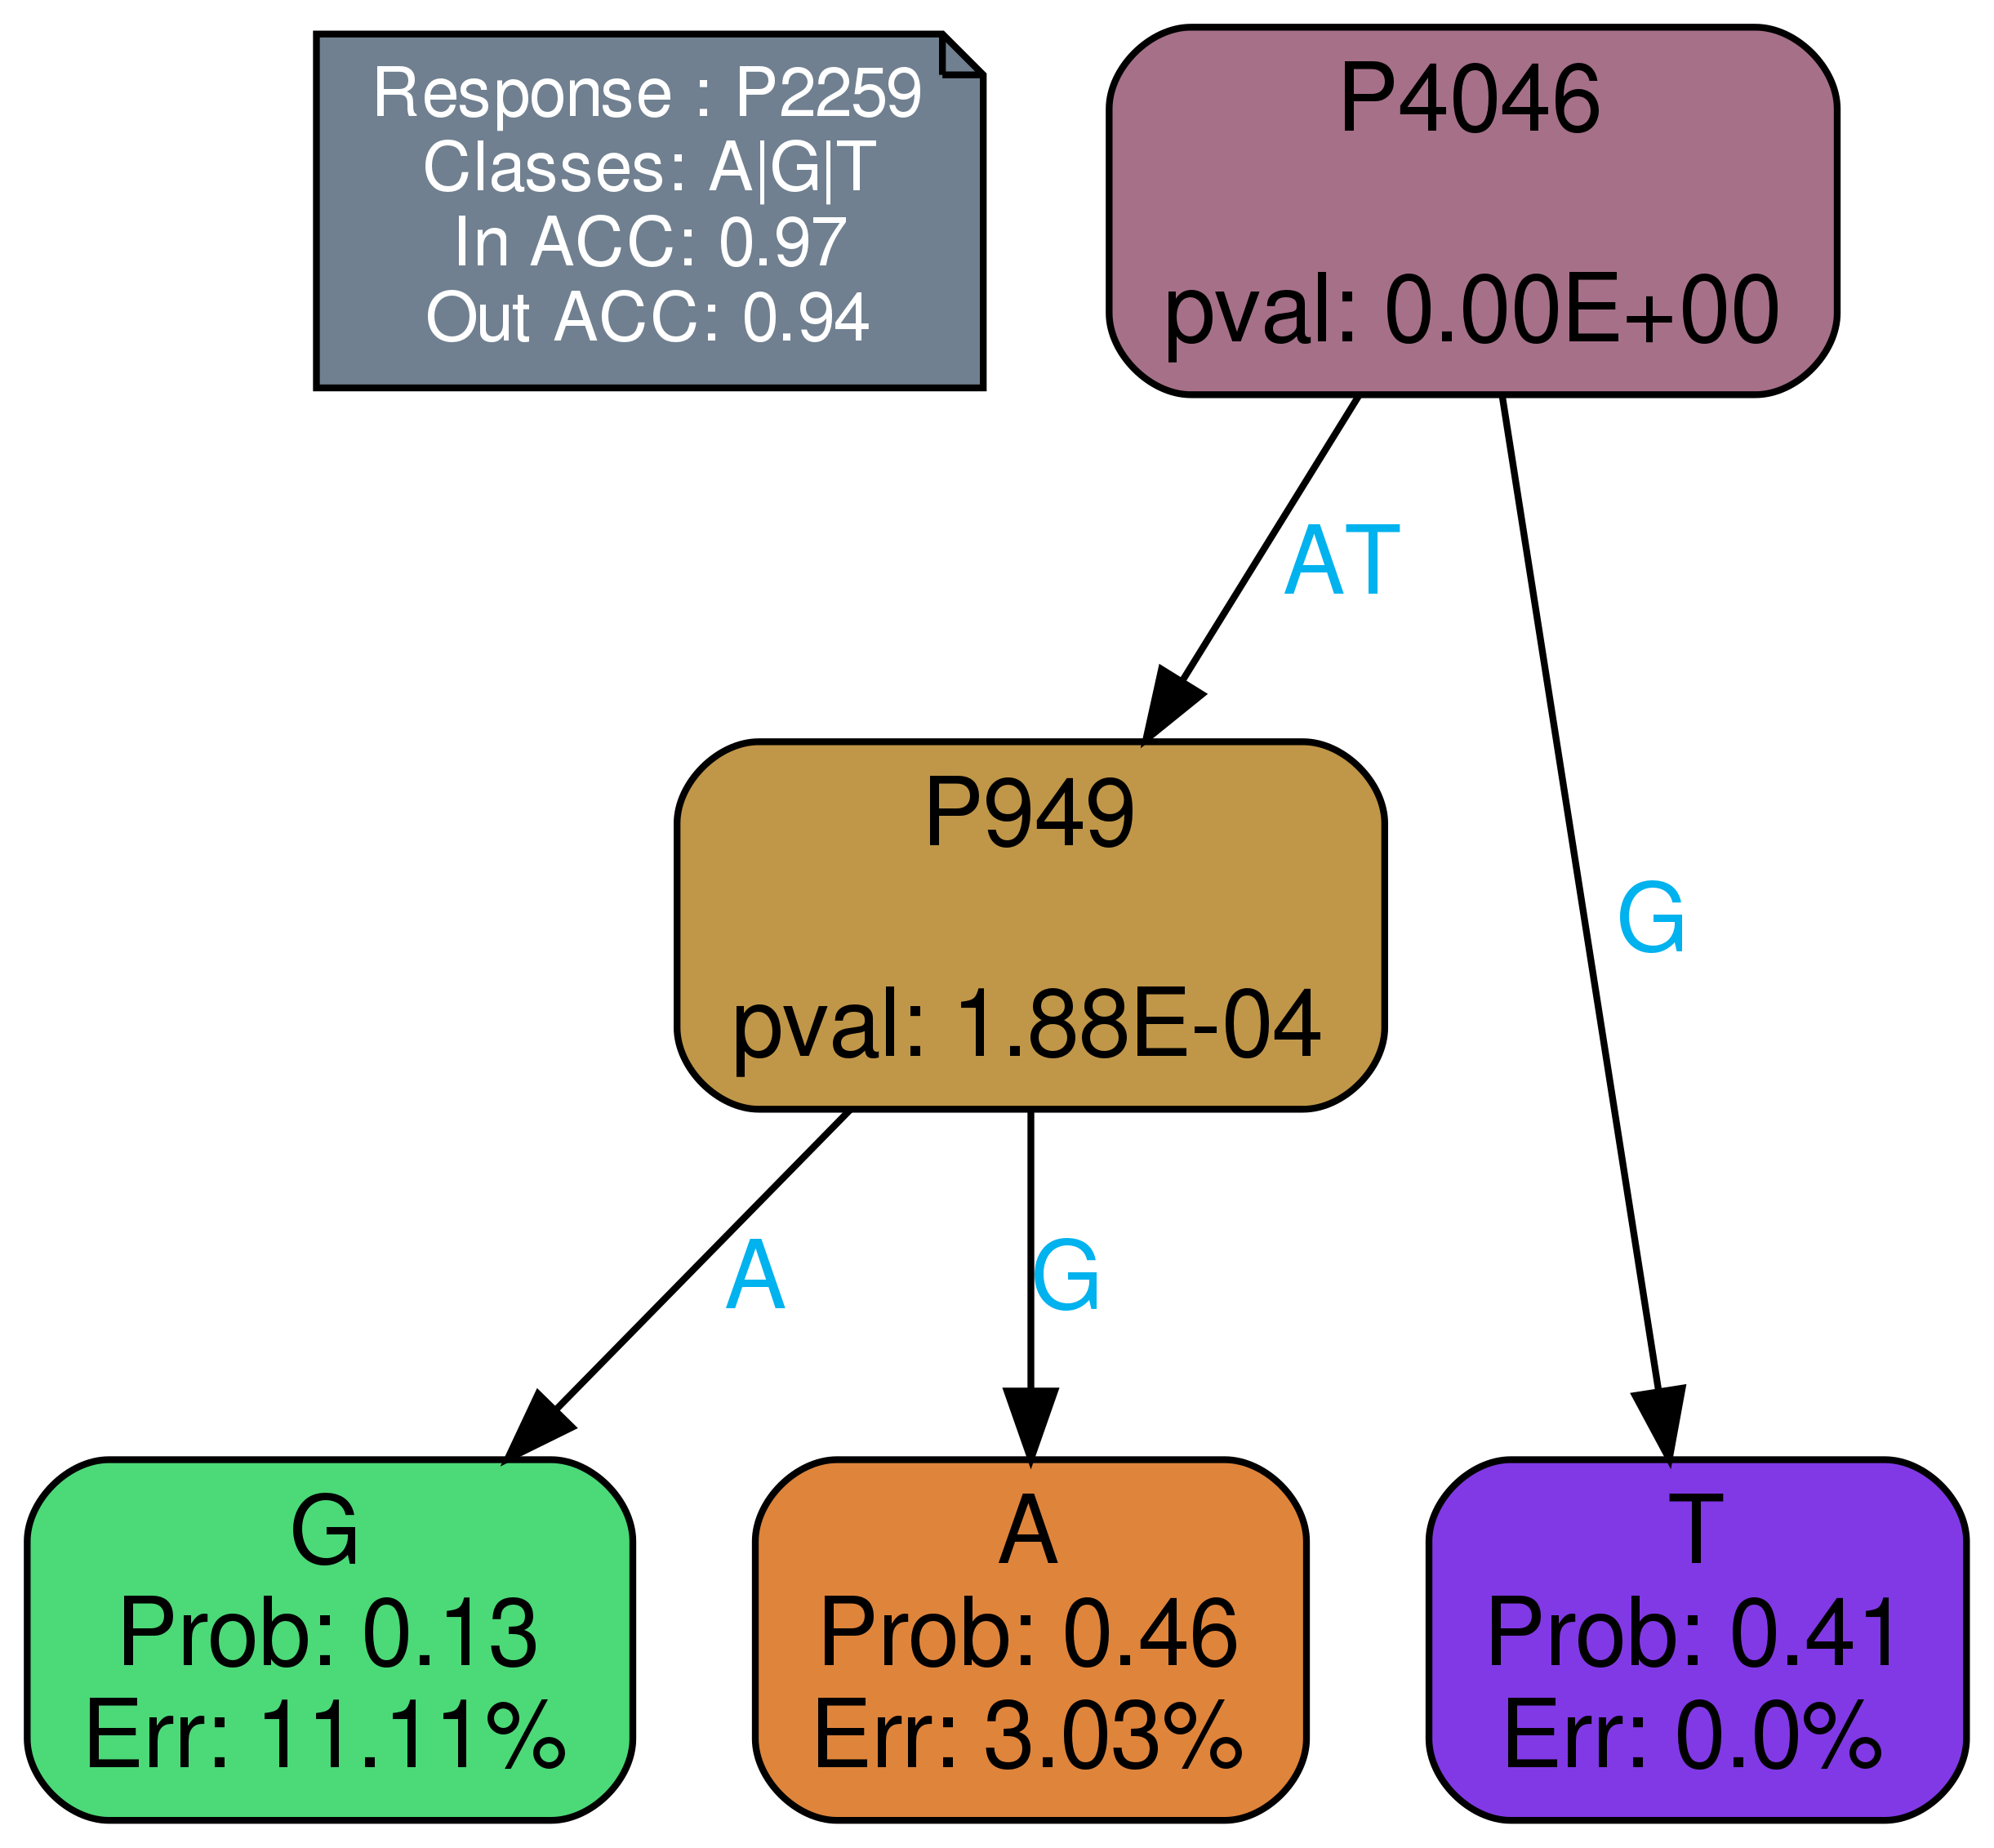 Response : P2259
Classes: A|G|T
In ACC: 0.97
Out ACC: 0.94
P4046
pval: 0.00E+00
AT
G
P949
pval: 1.88E-04
A
G
G
Prob: 0.13
Err: 11.11%
A
Prob: 0.46
Err: 3.03%
T
Prob: 0.41
Err: 0.0%